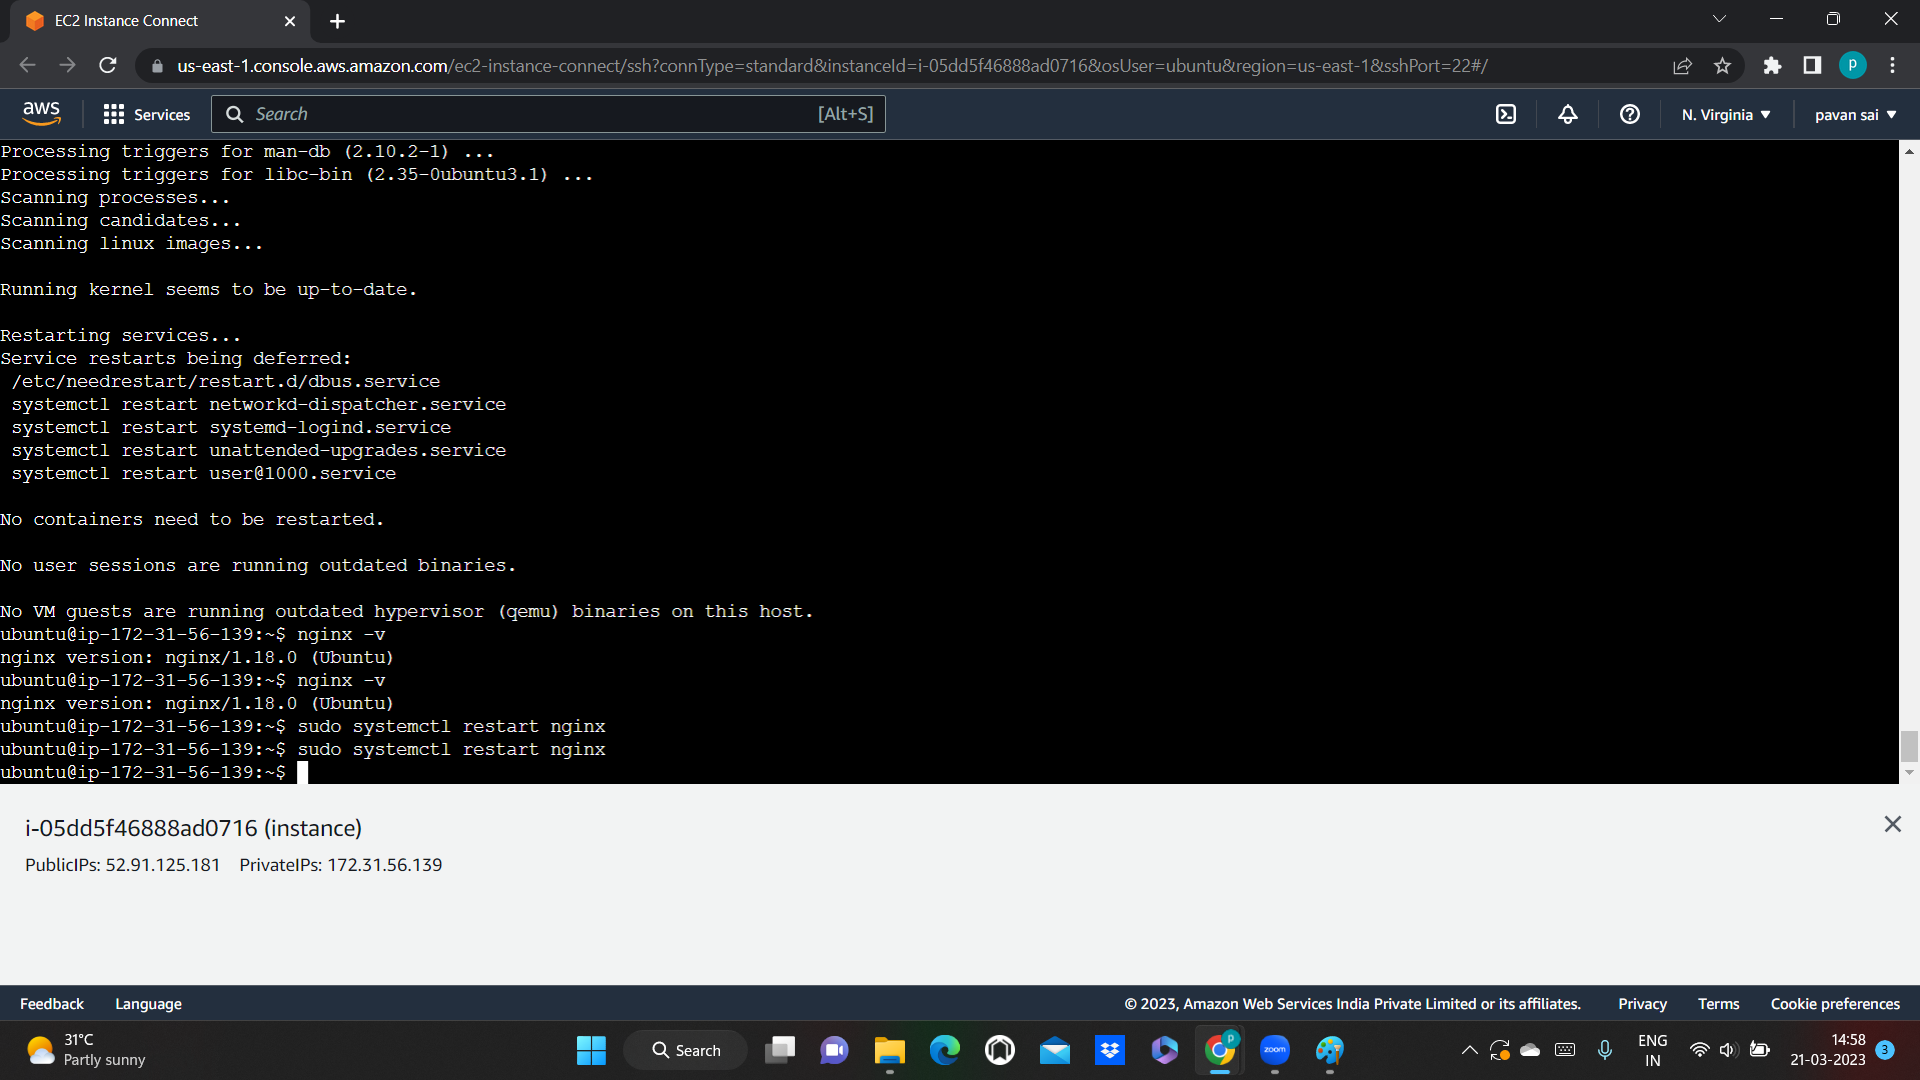 EC2 Instance Connect
us-east-1.console.aws.amazon.com/ec2-instance-connect/ssh?connType=standard&instanceId=i-05dd5f46888ad0716&osUser=ubuntu&region=us-east-1&sshPort=22#/
P
aws
Services
Search
[Alt+S]
N. Virginia
pavan sai
Processing triggers for man-db (2.10.2-1) ...
Processing triggers for libc-bin (2.35-0ubuntu3.1) ...
Scanning processes...
Scanning candidates...
Scanning linux images...
Running kernel seems to be up-to-date.
Restarting services...
Service restarts being deferred:
/etc/needrestart/restart.d/dbus.service
systemctl restart networkd-dispatcher.service
systemctl restart systemd-logind.service
systemctl restart unattended-upgrades.service
systemctl restart user@1000.service
No containers need to be restarted.
No user sessions are running outdated binaries.
No VM guests are running outdated hypervisor (qemu) binaries on this host.
ubuntu@ip-172-31-56-139:~$ nginx -v
nginx version: nginx/1.18.0 (Ubuntu)
ubuntu@ip-172-31-56-139:~$ nginx -v
nginx version: nginx/1.18.0 (Ubuntu)
ubuntu@ip-172-31-56-139:~$ sudo systemctl restart nginx
ubuntu@ip-172-31-56-139:~$ sudo systemctl restart nginx
ubuntu@ip-172-31-56-139:~$
i-05dd5f46888ad0716 (instance)
PublicIPs: 52.91.125.181 PrivateIPs: 172.31.56.139
Feedback Language
© 2023, Amazon Web Services India Private Limited or its affiliates. Privacy Terms Cookie preferences
31°C
Partly sunny
Search
P
zoom
ENG
IN
14:58
21-03-2023
3